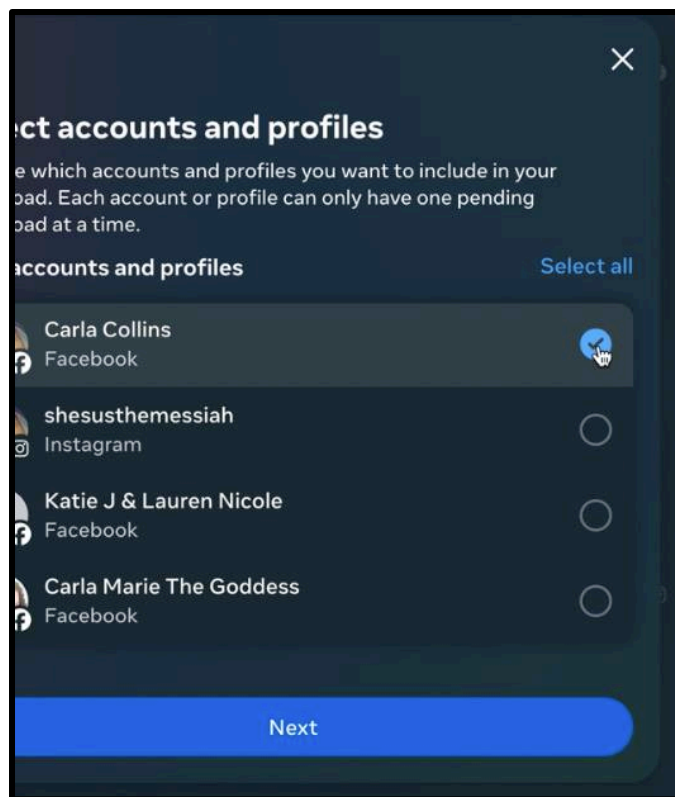 ect accounts and profiles
e which accounts and profiles you want to include in your
oad. Each account or profile can only have one pending
oad at a time.
accounts and profiles
Select all
Carla Collins
Facebook
shesusthemessiah
Instagram
Katie J & Lauren Nicole
Facebook
Carla Marie The Goddess
Facebook
Next